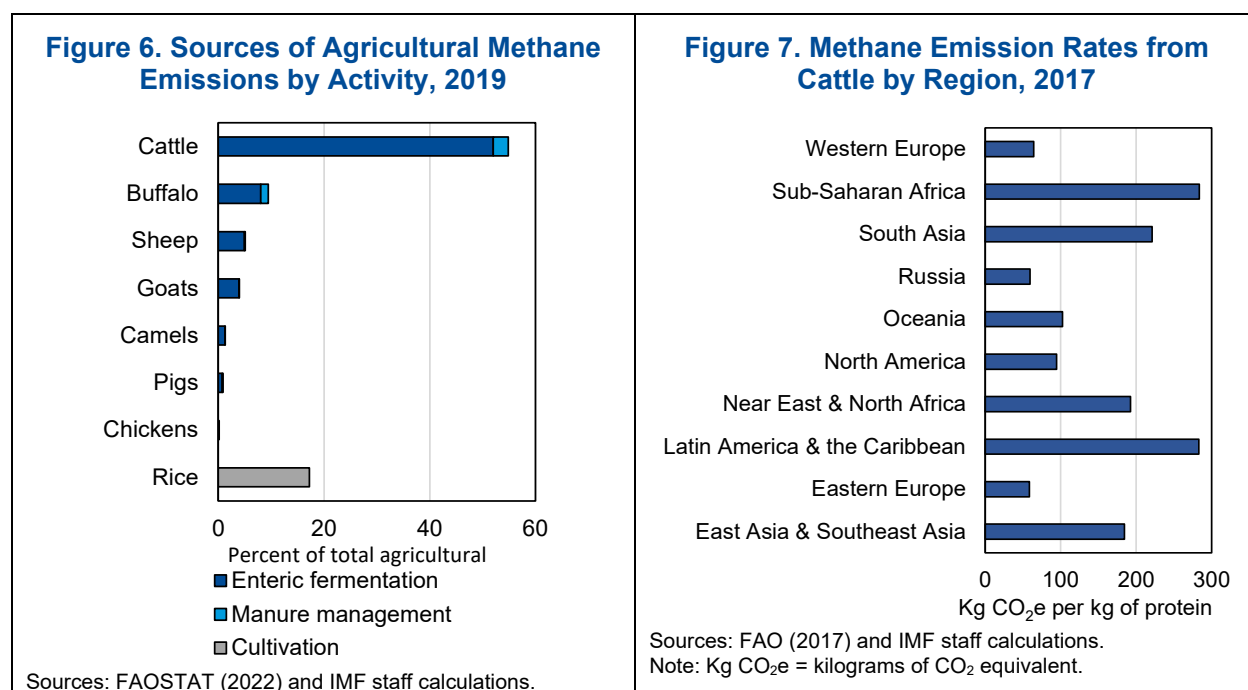 Figure 6. Sources of Agricultural Methane
Emissions by Activity, 2019
Cattle
Buffalo
Sheep
Goats
Camels
Pigs
Chickens
Rice
0 20 40 60
Percent of total agricultural
Enteric fermentation
Manure management
Cultivation
Sources: FAOSTAT (2022) and IMF staff calculations.
Figure 7. Methane Emission Rates from
Cattle by Region, 2017
Western Europe
Sub-Saharan Africa
South Asia
Russia
Oceania
North America
Near East & North Africa
Latin America & the Caribbean
Eastern Europe
East Asia & Southeast Asia
0 100 200 300
Kg CO₂e per kg of protein
Sources: FAO (2017) and IMF staff calculations.
Note: Kg CO₂e = kilograms of CO₂ equivalent.